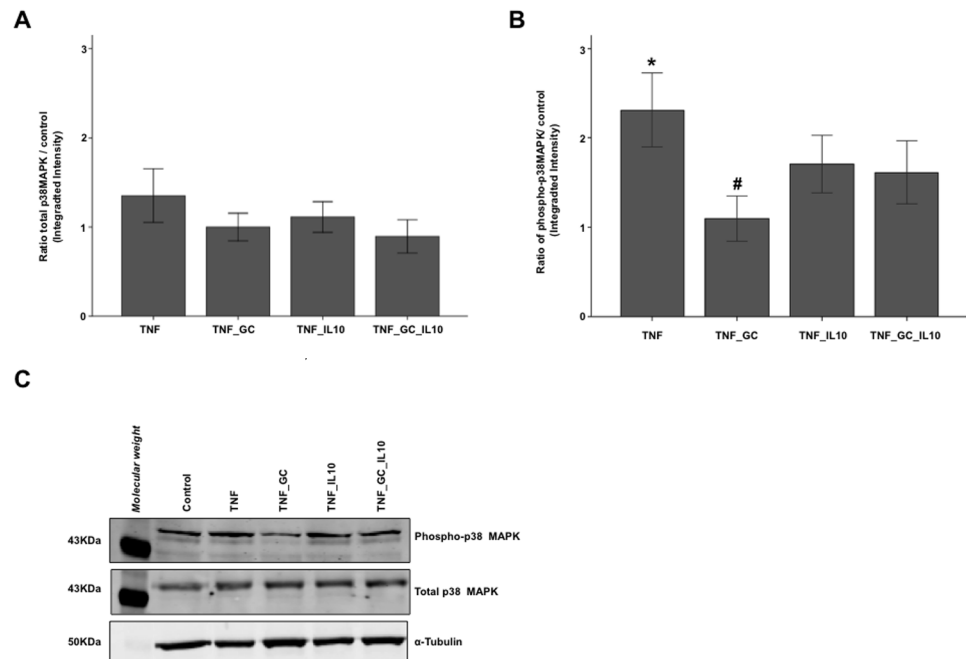 A
3
2
1
0
Ratio total p38MAPK / control
(Integradted Intensity)
TNF
TNF_GC
TNF_IL10
TNF_GC_IL10
B
3
2
1
0
Ratio of phospho-p38MAPK/ control
(Integradted Intensity)
*
#
TNF
TNF_GC
TNF_IL10
TNF_GC_IL10
C
Molecular weight
Control
TNF
TNF_GC
TNF_IL10
TNF_GC_IL10
43KDa
Phospho-p38 MAPK
43KDa
Total p38 MAPK
50KDa
α-Tubulin